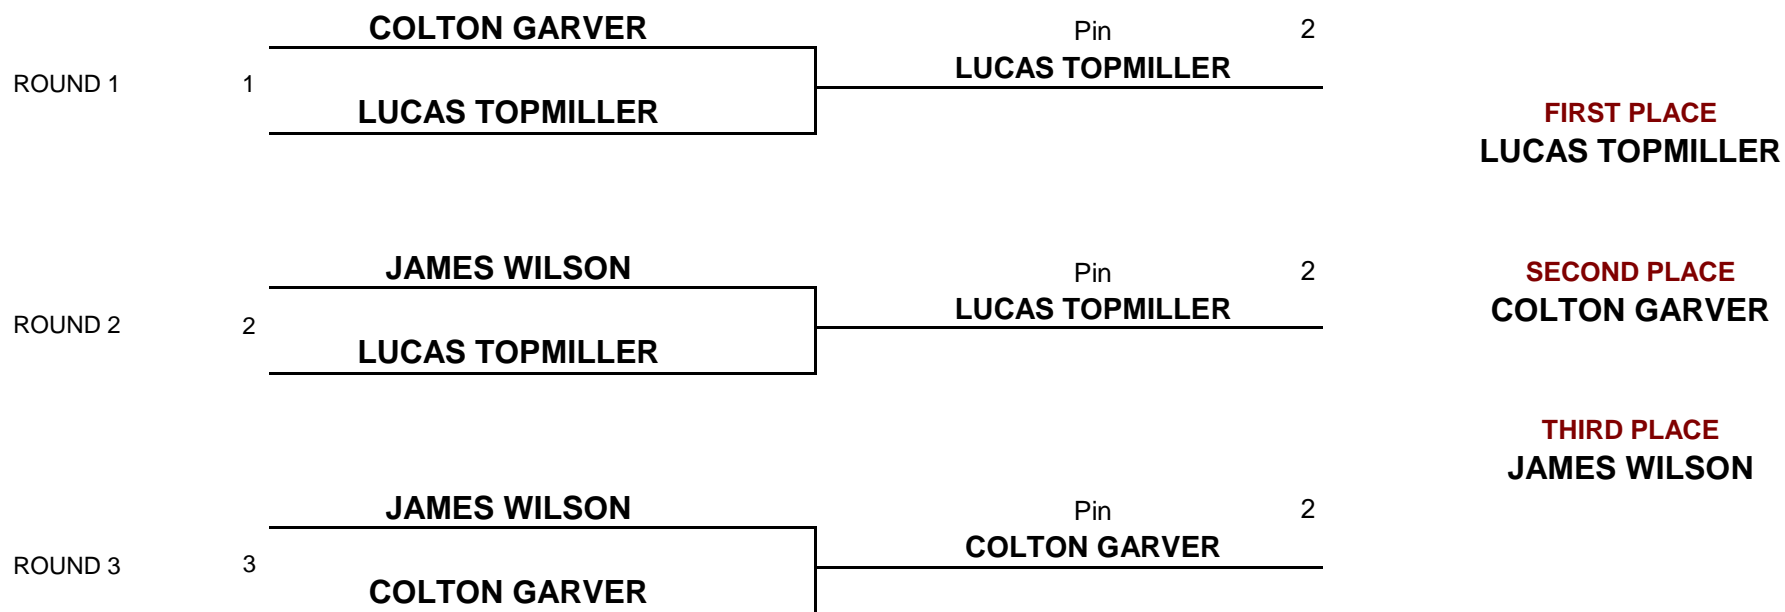 COLTON GARVER
Pin 2
ROUND 1 1
LUCAS TOPMILLER
LUCAS TOPMILLER
FIRST PLACE
LUCAS TOPMILLER
JAMES WILSON
Pin 2
ROUND 2 2
LUCAS TOPMILLER
LUCAS TOPMILLER
SECOND PLACE
COLTON GARVER
THIRD PLACE
JAMES WILSON
JAMES WILSON
Pin 2
ROUND 3 3
COLTON GARVER
COLTON GARVER